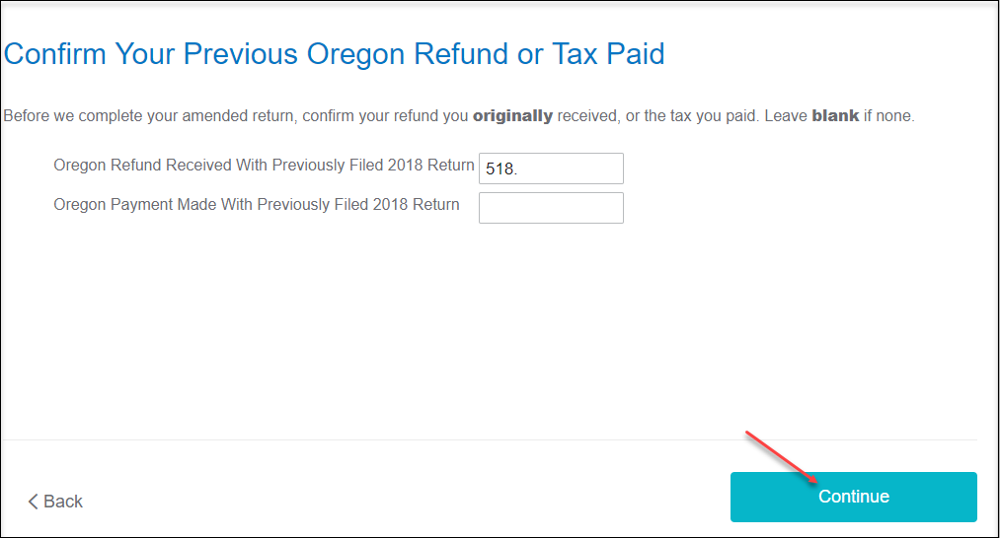 Confirm Your Previous Oregon Refund or Tax Paid
Before we complete your amended return, confirm your refund you originally received, or the tax you paid. Leave blank if none.
Oregon Refund Received With Previously Filed 2018 Return 518.
Oregon Payment Made With Previously Filed 2018 Return
Back
Continue